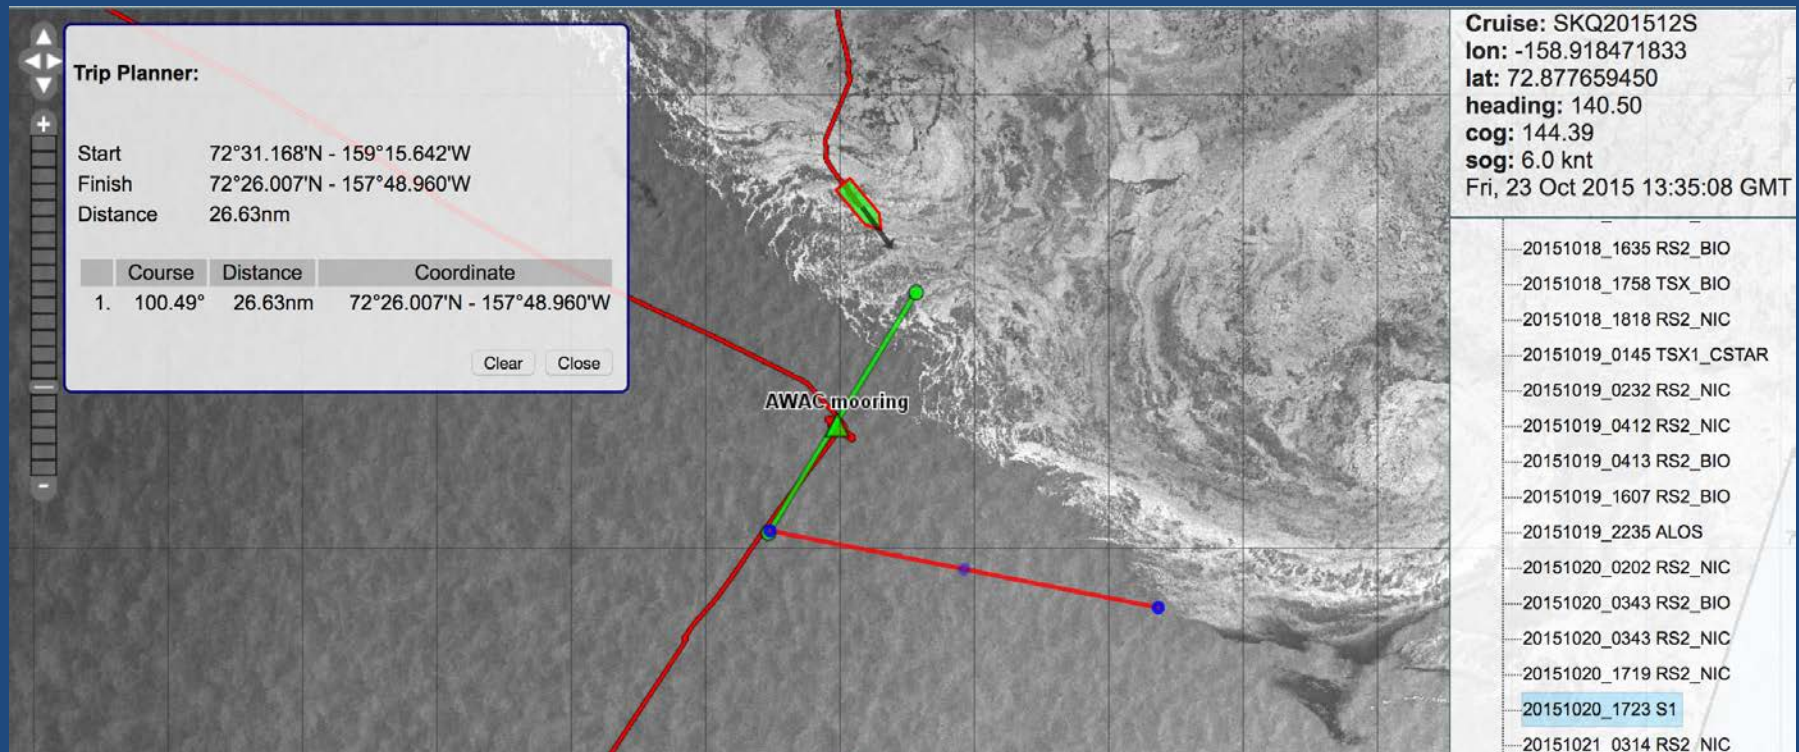 Trip Planner:
Start 72°31.168'N - 159°15.642'W
Finish 72°26.007'N - 157°48.960'W
Distance 26.63nm
Course Distance Coordinate
1. 100.49° 26.63nm 72°26.007'N - 157°48.960'W
Clear Close
AWAC mooring
Cruise: SKQ201512S
lon: -158.918471833
lat: 72.877659450
heading: 140.50
cog: 144.39
sog: 6.0 knt
Fri, 23 Oct 2015 13:35:08 GMT
20151018_1635 RS2_BIO
20151018_1758 TSX_BIO
20151018_1818 RS2_NIC
20151019_0145 TSX1_CSTAR
20151019_0232 RS2_NIC
20151019_0412 RS2_NIC
20151019_0413 RS2_BIO
20151019_1607 RS2_BIO
20151019_2235 ALOS
20151020_0202 RS2_NIC
20151020_0343 RS2_BIO
20151020_0343 RS2_NIC
20151020_1719 RS2_NIC
20151020_1723 S1
20151021_0314 RS2_NIC